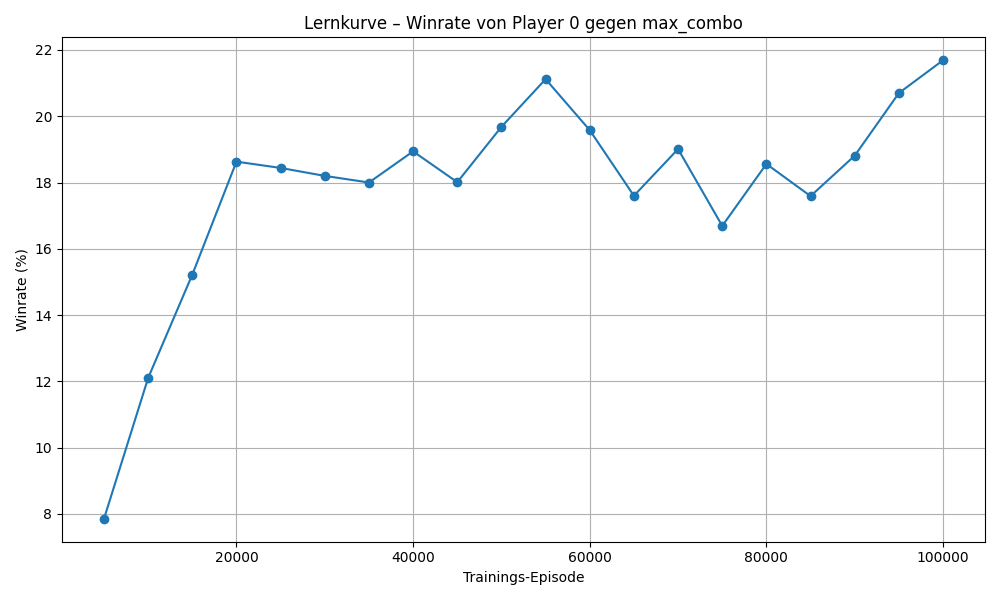 Lernkurve – Winrate von Player 0 gegen max_combo
Winrate (%)
22
20
18
16
14
12
10
8
20000 40000 60000 80000 100000
Trainings-Episode